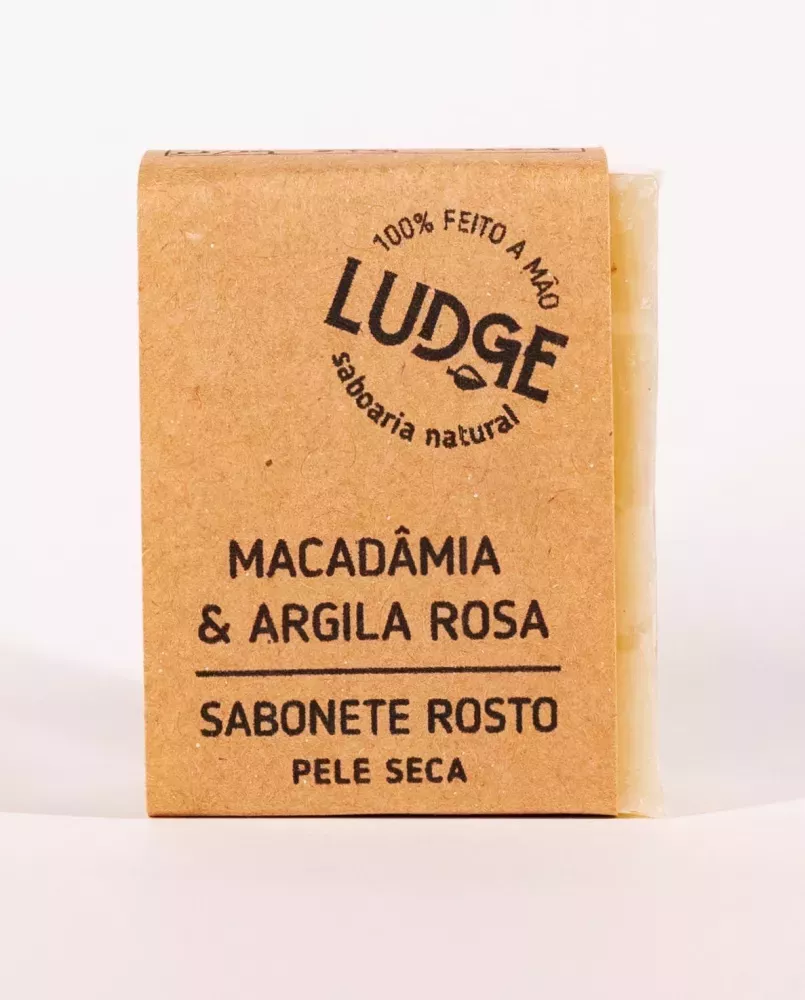 100% FEITO A MÃO
LUDGE
saboaria natural
MACADÂMIA
& ARGILA ROSA
SABONETE ROSTO
PELE SECA